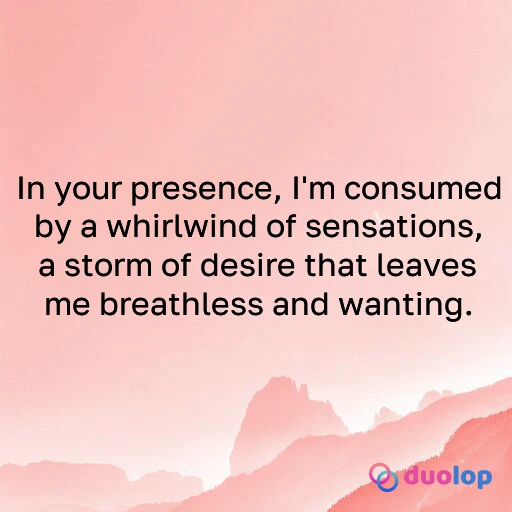 In your presence, I'm consumed
by a whirlwind of sensations,
a storm of desire that leaves
me breathless and wanting.
duolop